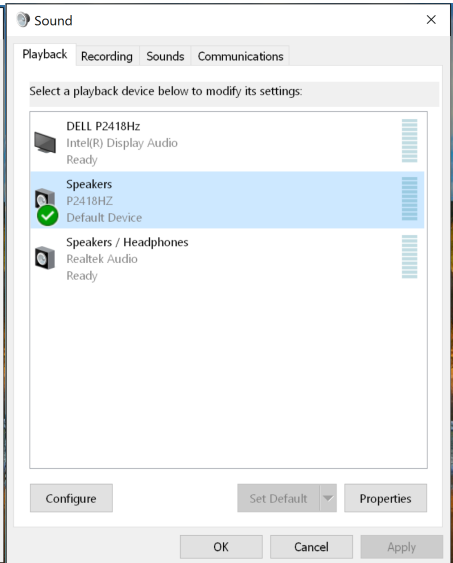 Sound
Playback Recording Sounds Communications
Select a playback device below to modify its settings:
DELL P2418Hz
Intel(R) Display Audio
Ready
Speakers
P2418HZ
Default Device
Speakers / Headphones
Realtek Audio
Ready
Configure Set Default Properties
OK Cancel Apply